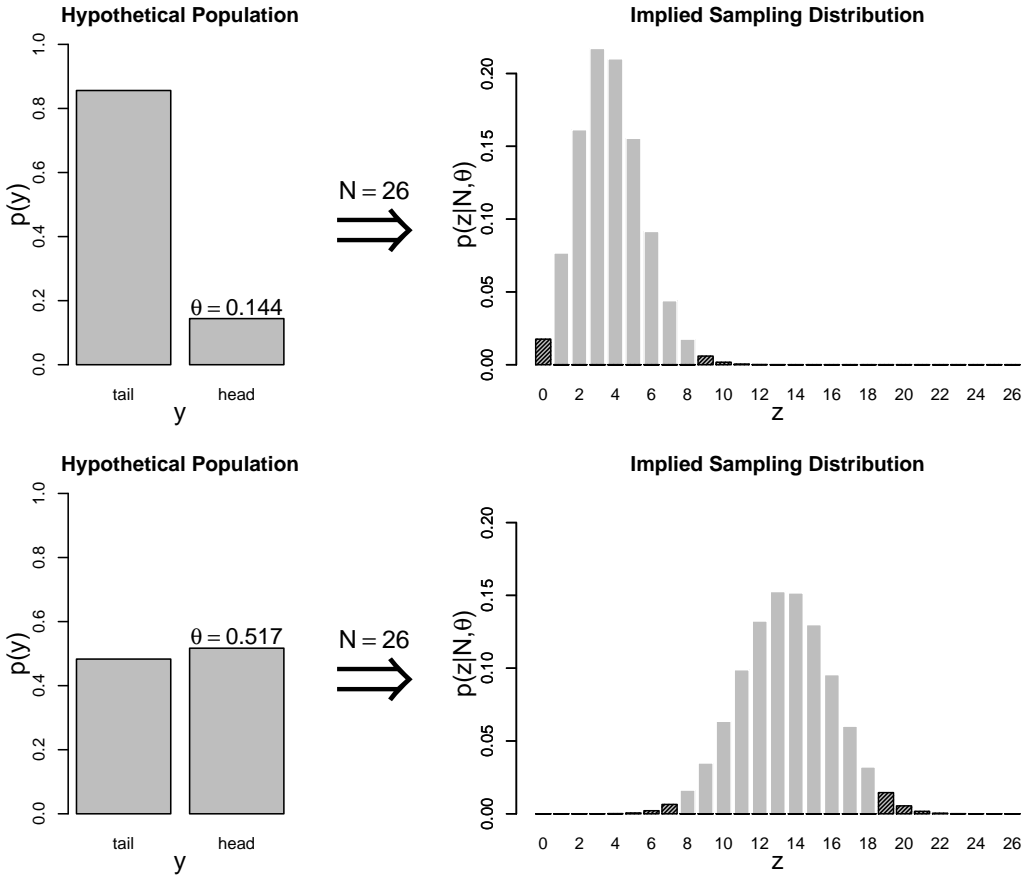 Hypothetical Population
Implied Sampling Distribution
p(y)
0.0 0.2 0.4 0.6 0.8 1.0
θ = 0.144
tail head
y
N = 26
p(z|N,θ)
0.00 0.05 0.10 0.15 0.20
0 2 4 6 8 10 12 14 16 18 20 22 24 26
z
Hypothetical Population
Implied Sampling Distribution
p(y)
0.0 0.2 0.4 0.6 0.8 1.0
θ = 0.517
tail head
y
N = 26
p(z|N,θ)
0.00 0.05 0.10 0.15 0.20
0 2 4 6 8 10 12 14 16 18 20 22 24 26
z